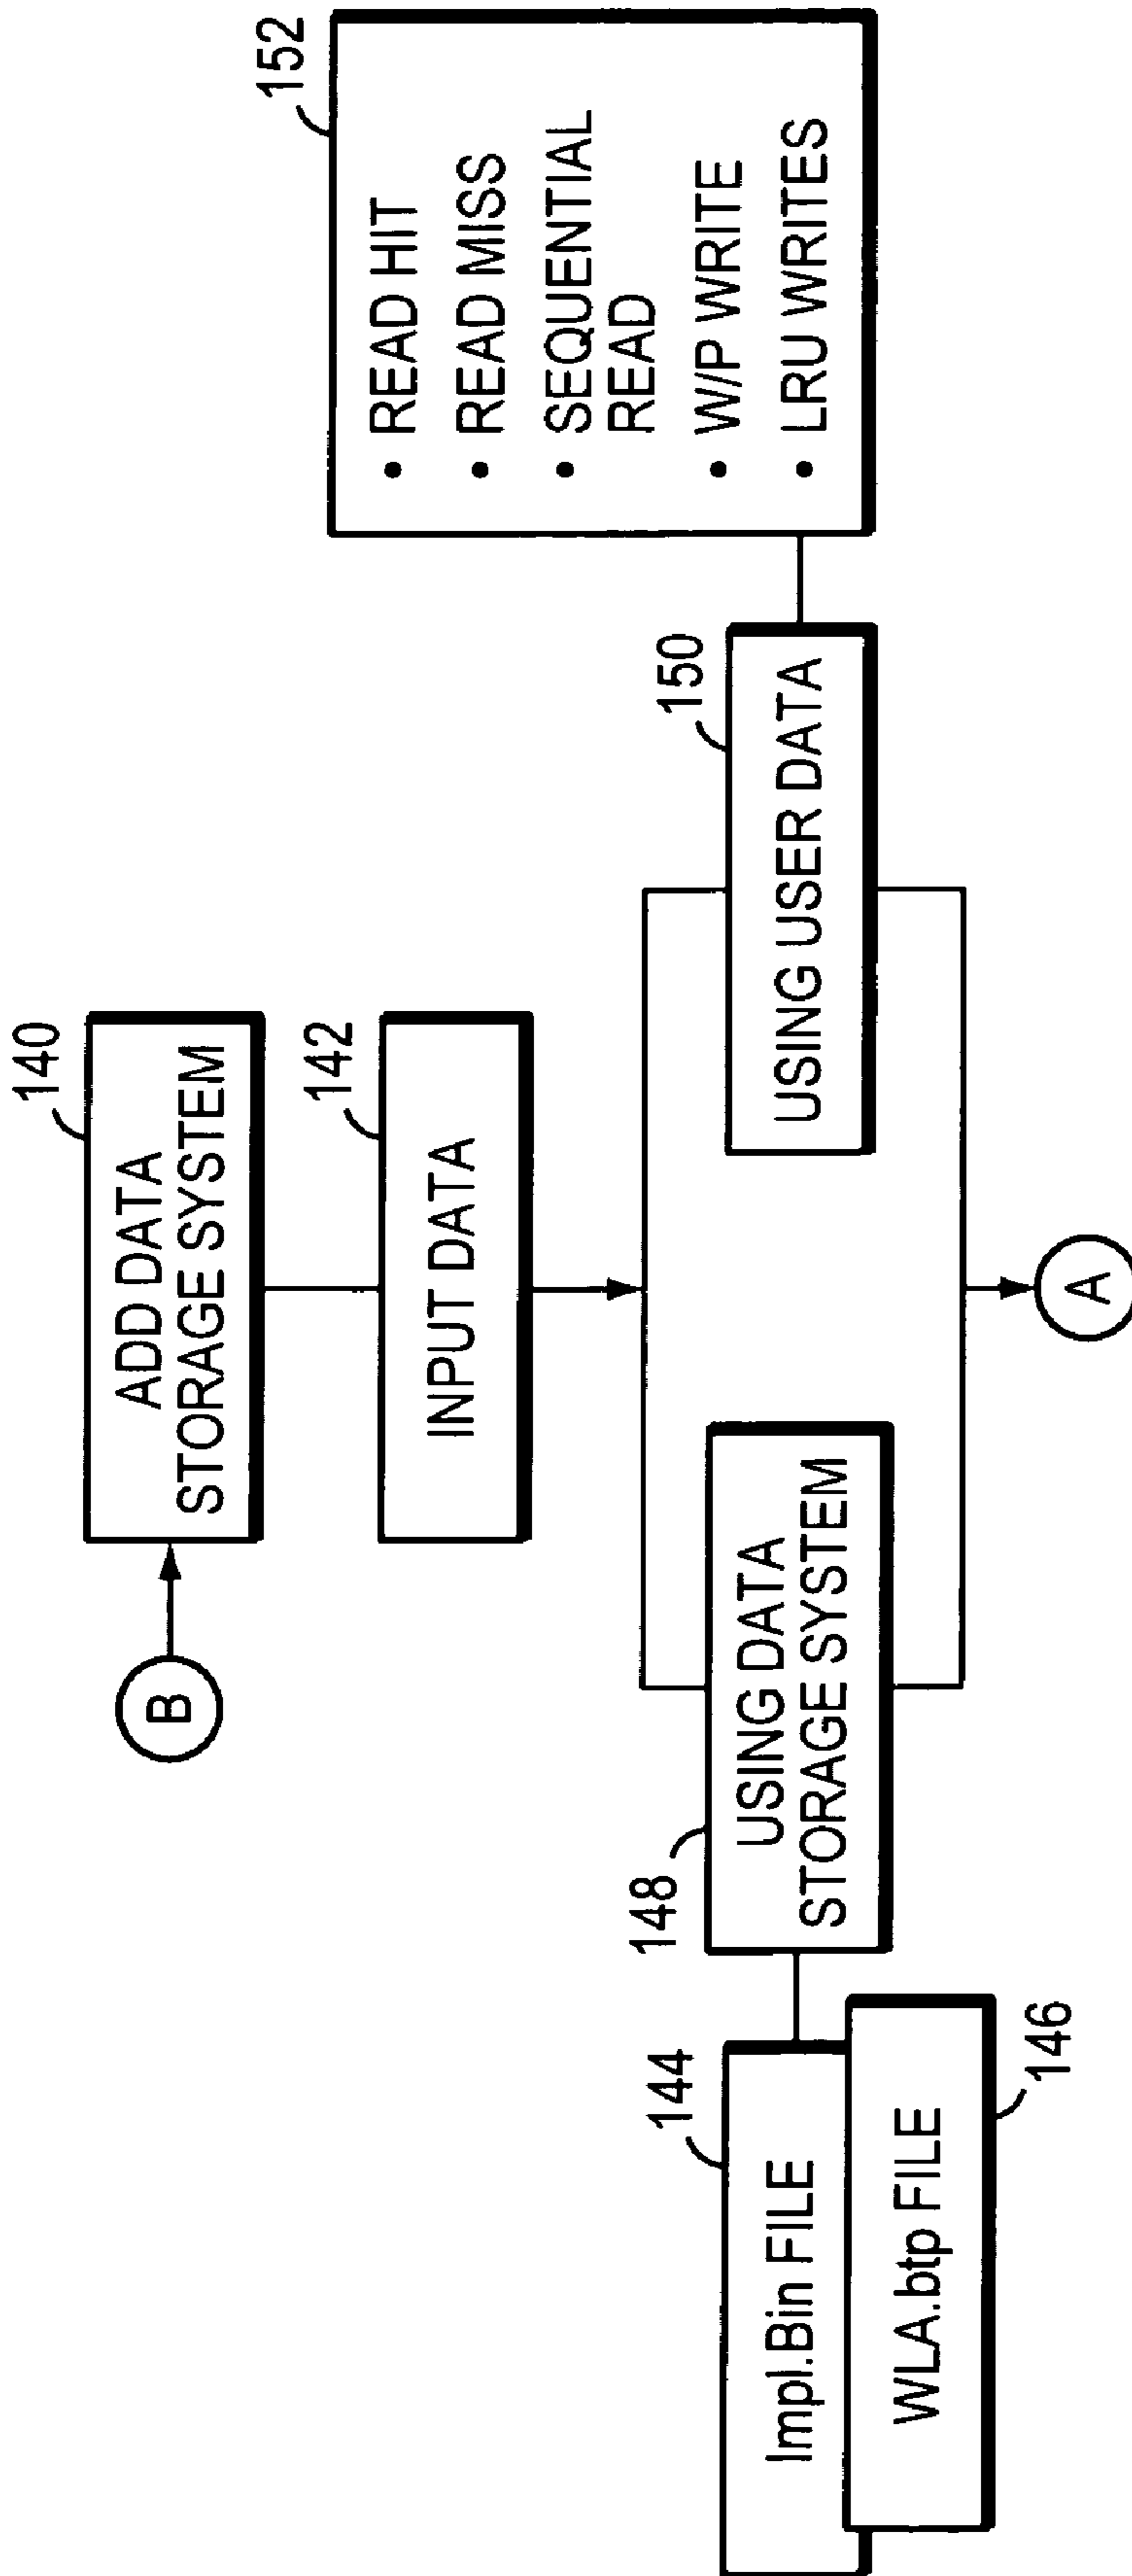 B
140
ADD DATA
STORAGE SYSTEM
142
INPUT DATA
144
Impl.Bin FILE
WLA.btp FILE
146
148
USING DATA
STORAGE SYSTEM
150
USING USER DATA
152
• READ HIT
• READ MISS
• SEQUENTIAL
READ
• W/P WRITE
• LRU WRITES
A